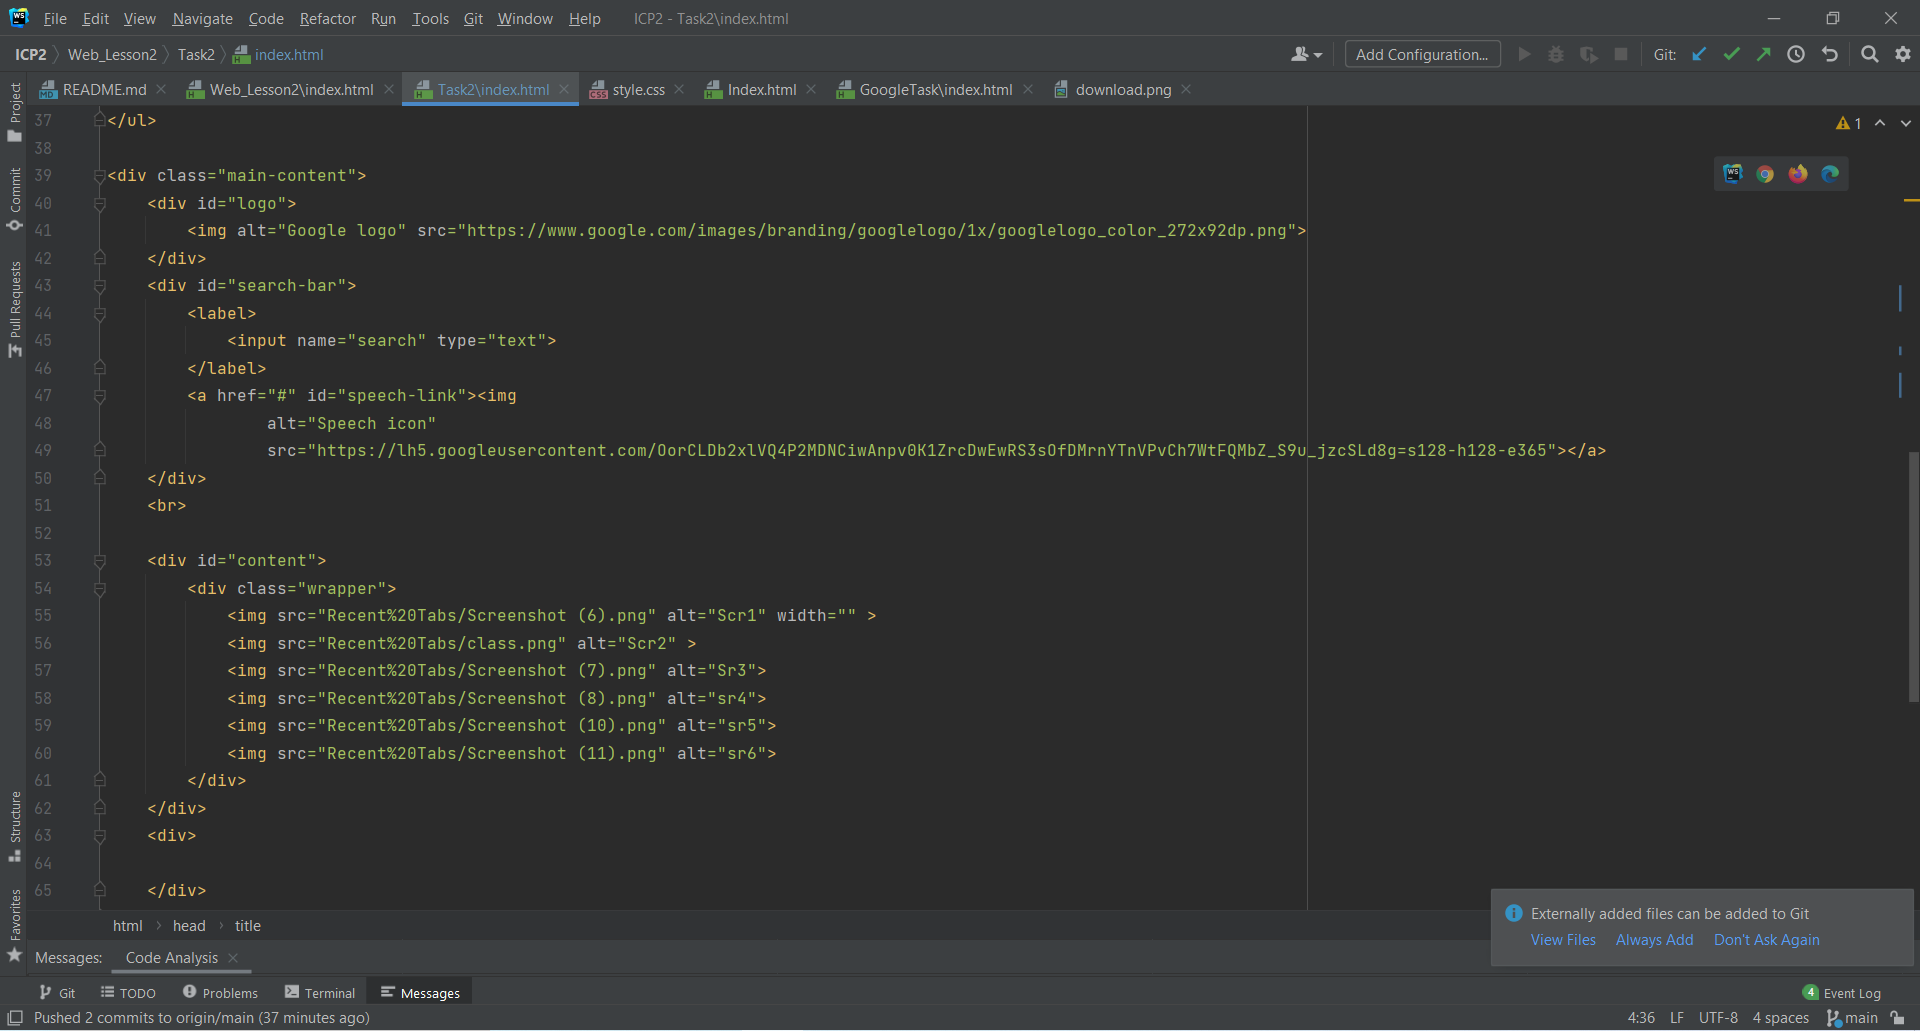 File Edit View Navigate Code Refactor Run Tools Git Window Help ICP2 - Task2\index.html
ICP2 Web_Lesson2 Task2 index.html Add Configuration... Git:
README.md Web_Lesson2\index.html Task2\index.html style.css Index.html GoogleTask\index.html download.png
Project
Commit
Pull Requests
Structure
Favorites
1
37 </ul>
38
39 <div class="main-content">
40 <div id="logo">
41 <img alt="Google logo" src="https://www.google.com/images/branding/googlelogo/1x/googlelogo_color_272x92dp.png">
42 </div>
43 <div id="search-bar">
44 <label>
45 <input name="search" type="text">
46 </label>
47 <a href="#" id="speech-link"><img
48 alt="Speech icon"
49 src="https://lh5.googleusercontent.com/OorCLDb2xlVQ4P2MDNCiwAnpv0K1ZrcDwEwRS3sOfDMrnYTnVPvCh7WtFQMbZ_S9u_jzcSLd8g=s128-h128-e365"></a>
50 </div>
51 <br>
52
53 <div id="content">
54 <div class="wrapper">
55 <img src="Recent%20Tabs/Screenshot (6).png" alt="Scr1" width="" >
56 <img src="Recent%20Tabs/class.png" alt="Scr2" >
57 <img src="Recent%20Tabs/Screenshot (7).png" alt="Sr3">
58 <img src="Recent%20Tabs/Screenshot (8).png" alt="sr4">
59 <img src="Recent%20Tabs/Screenshot (10).png" alt="sr5">
60 <img src="Recent%20Tabs/Screenshot (11).png" alt="sr6">
61 </div>
62 </div>
63 <div>
64
65 </div>
html head title
Externally added files can be added to Git
View Files Always Add Don't Ask Again
Messages: Code Analysis
Git TODO Problems Terminal Messages 4 Event Log
Pushed 2 commits to origin/main (37 minutes ago) 4:36 LF UTF-8 4 spaces main